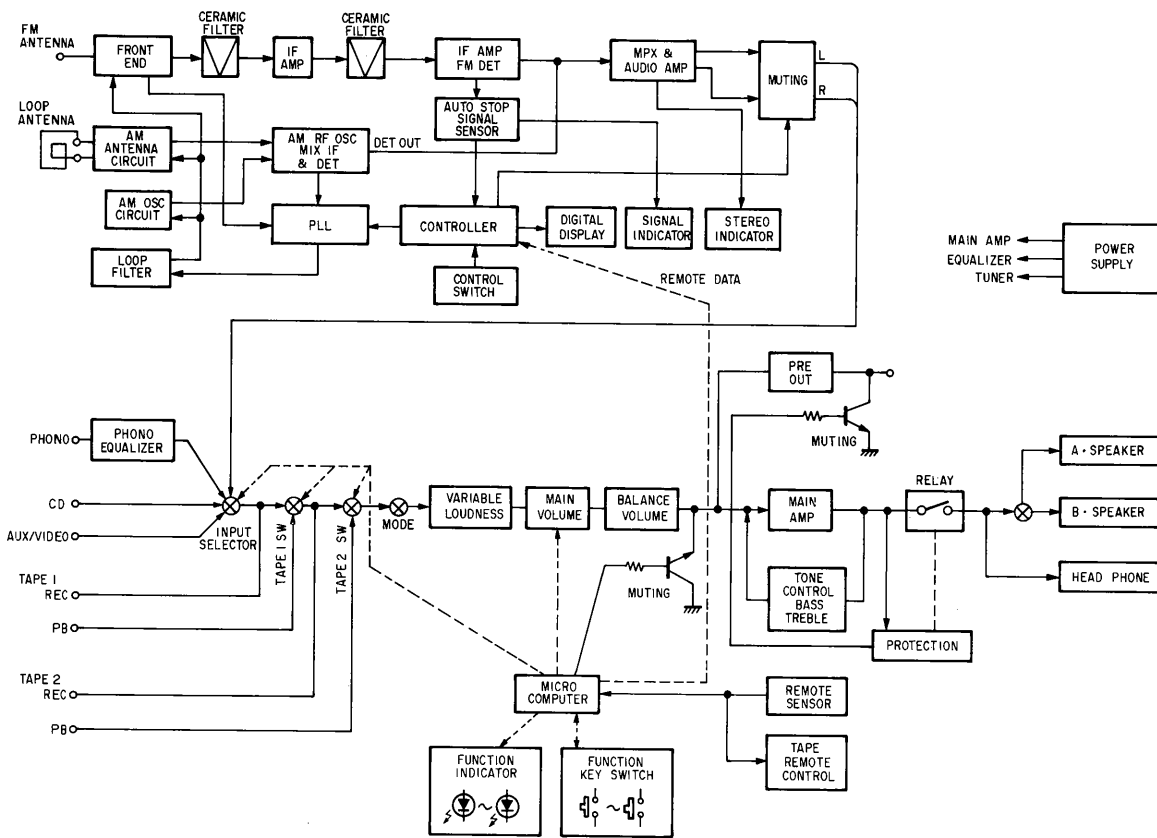 FM
ANTENNA
FRONT
END
CERAMIC
FILTER
IF
AMP
CERAMIC
FILTER
IF AMP
FM DET
MPX &
AUDIO AMP
MUTING
L
R
LOOP
ANTENNA
AM
ANTENNA
CIRCUIT
AM RF OSC
MIX IF
& DET
DET OUT
AUTO STOP
SIGNAL
SENSOR
AM OSC
CIRCUIT
PLL
CONTROLLER
DIGITAL
DISPLAY
SIGNAL
INDICATOR
STEREO
INDICATOR
LOOP
FILTER
CONTROL
SWITCH
REMOTE DATA
MAIN AMP
EQUALIZER
TUNER
POWER
SUPPLY
PHONO
PHONO
EQUALIZER
CD
AUX/VIDEO
INPUT
SELECTOR
TAPE 1 SW
TAPE 2 SW
MODE
VARIABLE
LOUDNESS
MAIN
VOLUME
BALANCE
VOLUME
MUTING
PRE
OUT
MUTING
MAIN
AMP
RELAY
A • SPEAKER
B • SPEAKER
HEAD PHONE
TONE
CONTROL
BASS
TREBLE
PROTECTION
TAPE 1
REC
PB
TAPE 2
REC
PB
MICRO
COMPUTER
REMOTE
SENSOR
TAPE
REMOTE
CONTROL
FUNCTION
INDICATOR
~
FUNCTION
KEY SWITCH
~